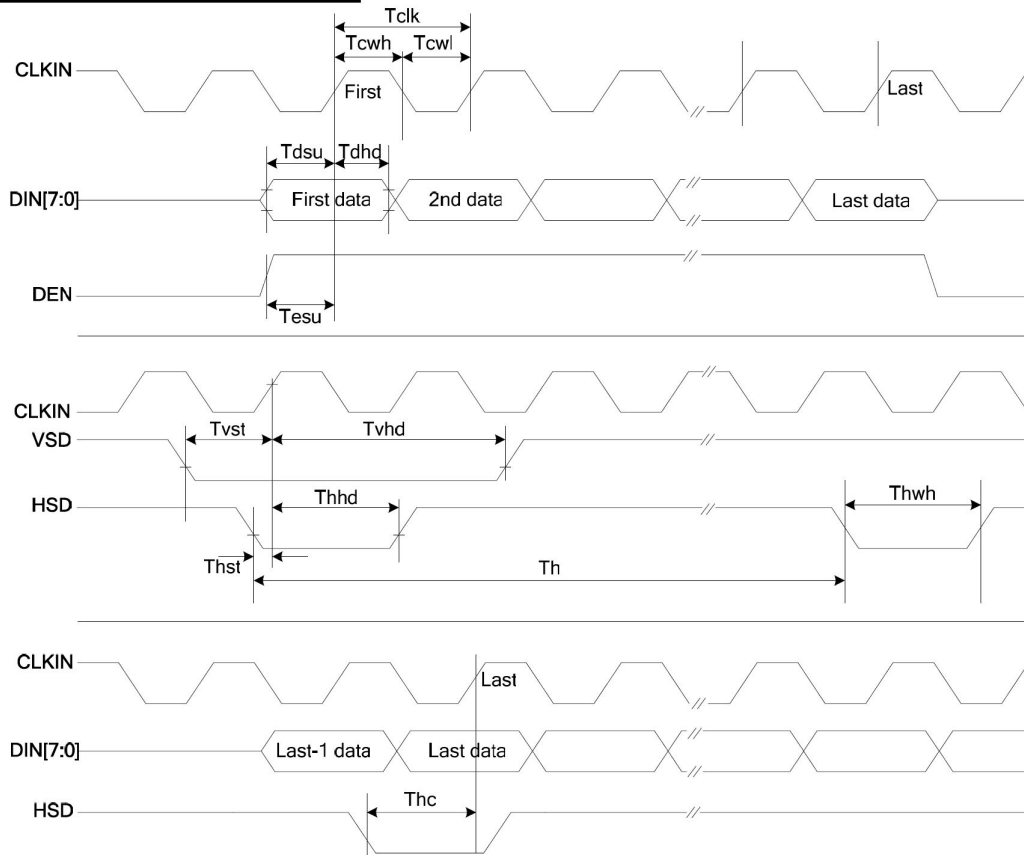 Tclk
Tcwh Tcwl
CLKIN
First
Last
Tdsu Tdhd
DIN[7:0]
First data
2nd data
Last data
DEN
Tesu
CLKIN
VSD
Tvst
Tvhd
HSD
Thhd
Thwh
Thst
Th
CLKIN
Last
DIN[7:0]
Last-1 data
Last data
HSD
Thc